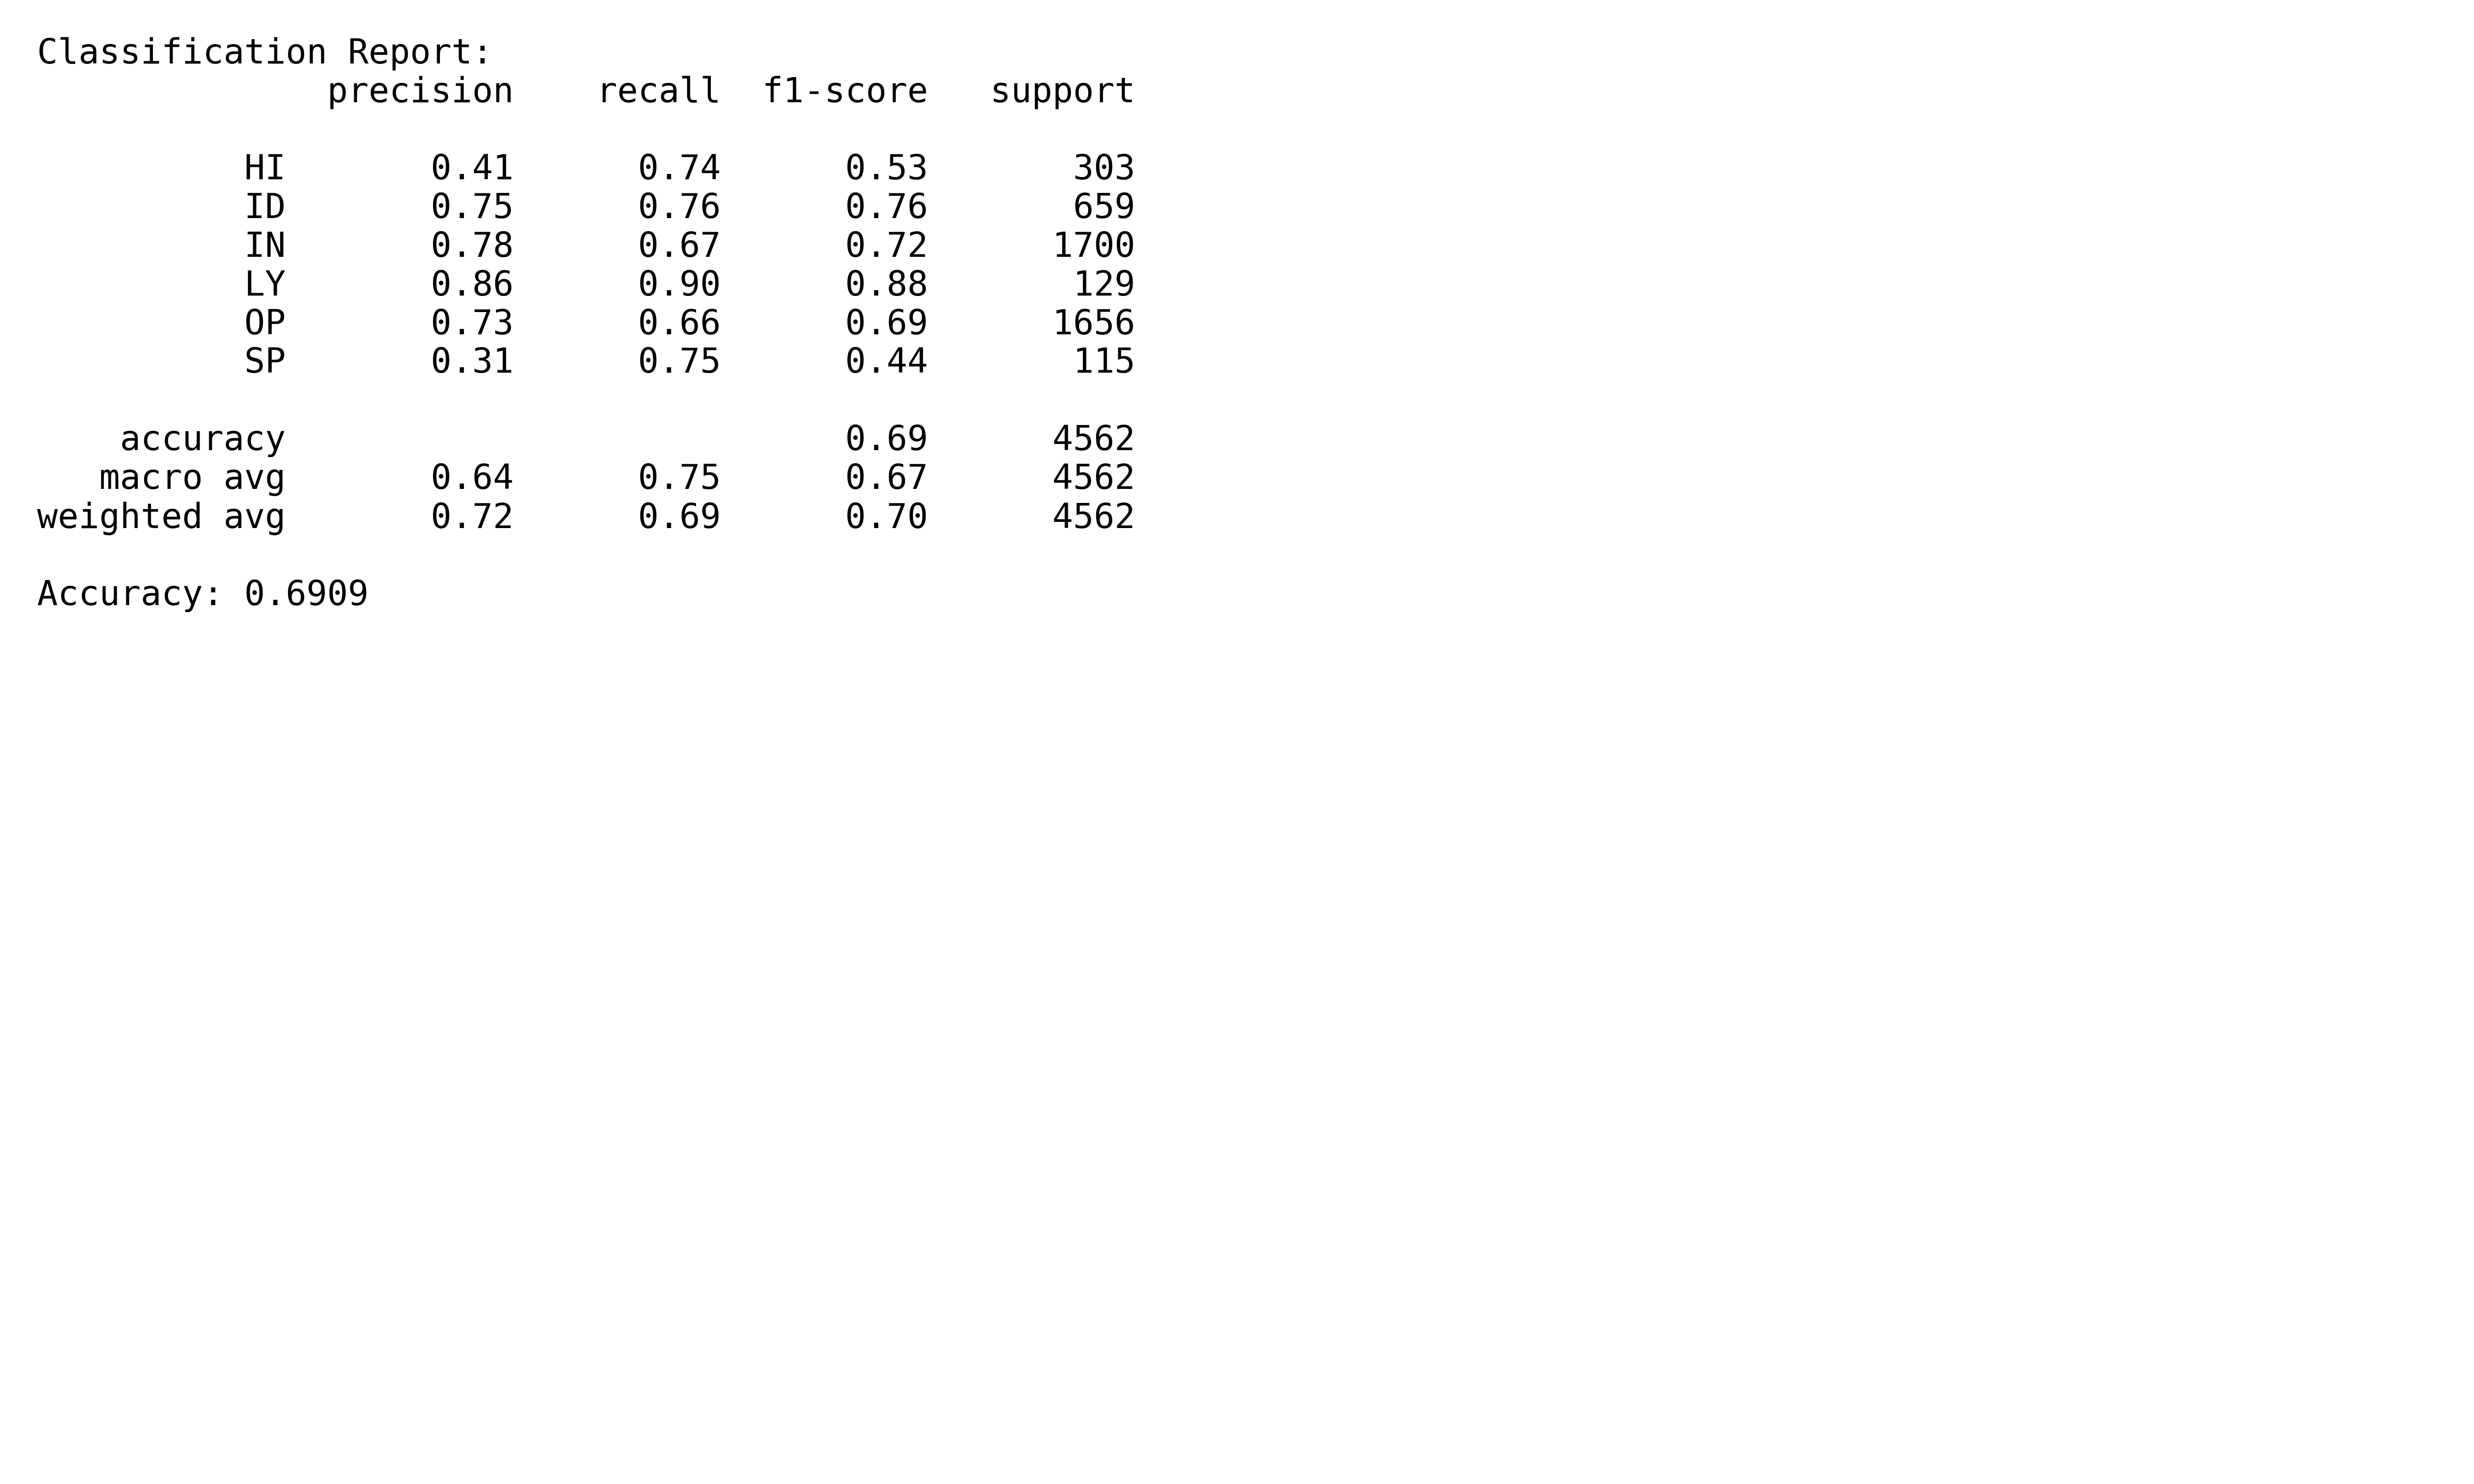 Classification Report:
              precision    recall  f1-score   support

          HI       0.41      0.74      0.53       303
          ID       0.75      0.76      0.76       659
          IN       0.78      0.67      0.72      1700
          LY       0.86      0.90      0.88       129
          OP       0.73      0.66      0.69      1656
          SP       0.31      0.75      0.44       115

    accuracy                           0.69      4562
   macro avg       0.64      0.75      0.67      4562
weighted avg       0.72      0.69      0.70      4562

Accuracy: 0.6909